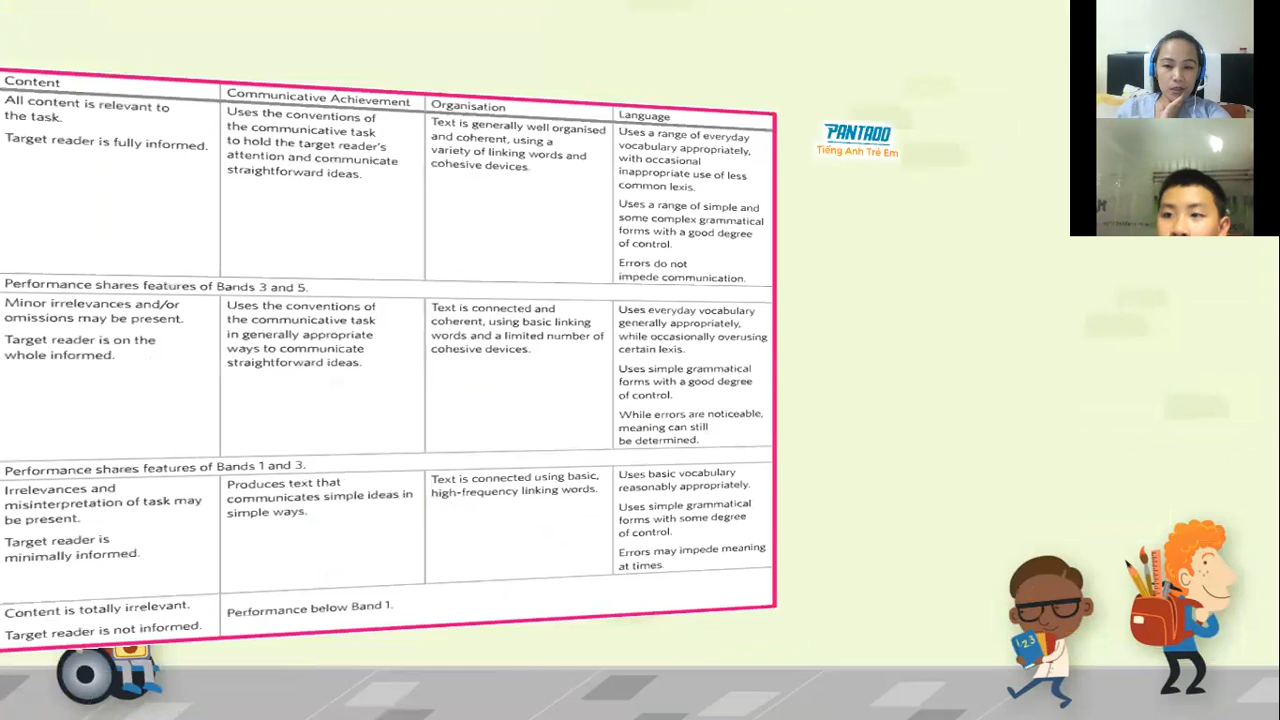 Content
All content is relevant to
the task.
Target reader is fully informed.
Communicative Achievement
Uses the conventions of
the communicative task
to hold the target reader's
attention and communicate
straightforward ideas.
Organisation
Text is generally well organised
and coherent, using a
variety of linking words and
cohesive devices.
Language
Uses a range of everyday
vocabulary appropriately,
with occasional
inappropriate use of less
common lexis.
Uses a range of simple and
some complex grammatical
forms with a good degree
of control.
Errors do not
impede communication.
Performance shares features of Bands 3 and 5.
Minor irrelevances and/or
omissions may be present.
Target reader is on the
whole informed.
Uses the conventions of
the communicative task
in generally appropriate
ways to communicate
straightforward ideas.
Text is connected and
coherent, using basic linking
words and a limited number of
cohesive devices.
Uses everyday vocabulary
generally appropriately,
while occasionally overusing
certain lexis.
Uses simple grammatical
forms with a good degree
of control.
While errors are noticeable,
meaning can still
be determined.
Performance shares features of Bands 1 and 3.
Irrelevances and
misinterpretation of task may
be present.
Target reader is
minimally informed.
Produces text that
communicates simple ideas in
simple ways.
Text is connected using basic,
high-frequency linking words.
Uses basic vocabulary
reasonably appropriately.
Uses simple grammatical
forms with some degree
of control.
Errors may impede meaning
at times.
Content is totally irrelevant.
Target reader is not informed.
Performance below Band 1.
PANTADO
Tiếng Anh Trẻ Em
1 2 3